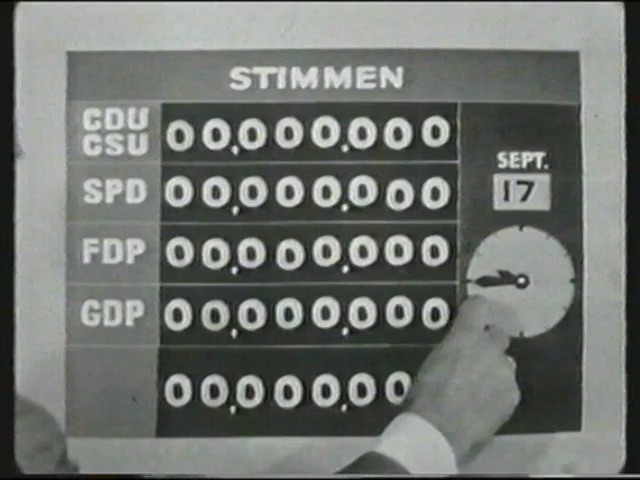 STIMMEN
CDU
CSU 00,000,000
SPD 00,000,000
FDP 00,000,000
GDP 00,000,000
00,000,00
SEPT.
17